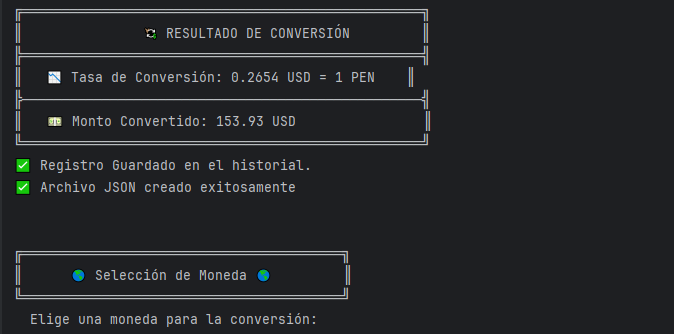 RESULTADO DE CONVERSIÓN
Tasa de Conversión: 0.2654 USD = 1 PEN
Monto Convertido: 153.93 USD
Registro Guardado en el historial.
Archivo JSON creado exitosamente
Selección de Moneda
Elige una moneda para la conversión: